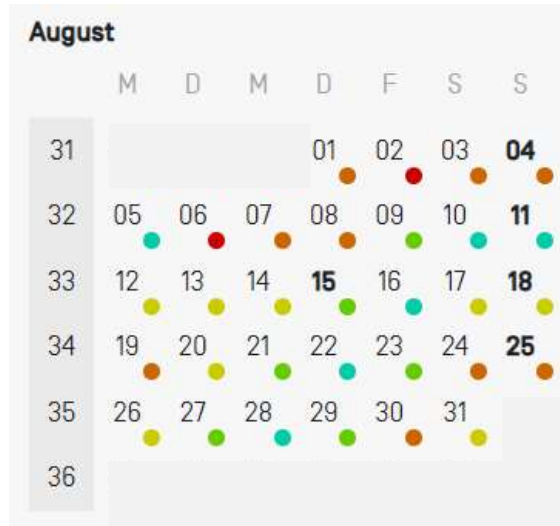 August
M D M D F S S
31 01 02 03 04
32 05 06 07 08 09 10 11
33 12 13 14 15 16 17 18
34 19 20 21 22 23 24 25
35 26 27 28 29 30 31
36